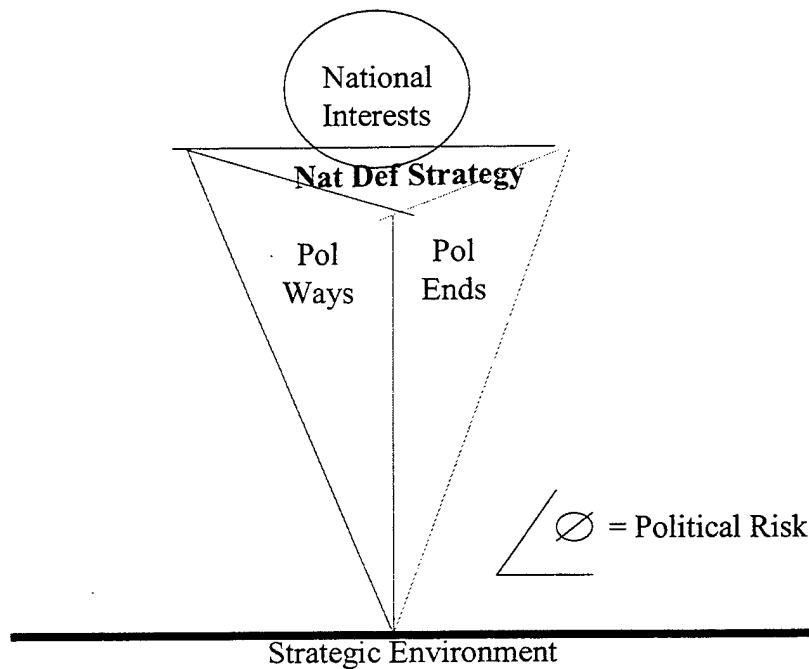 National
Interests
Nat Def Strategy
Pol
Ways
Pol
Ends
∅ = Political Risk
Strategic Environment